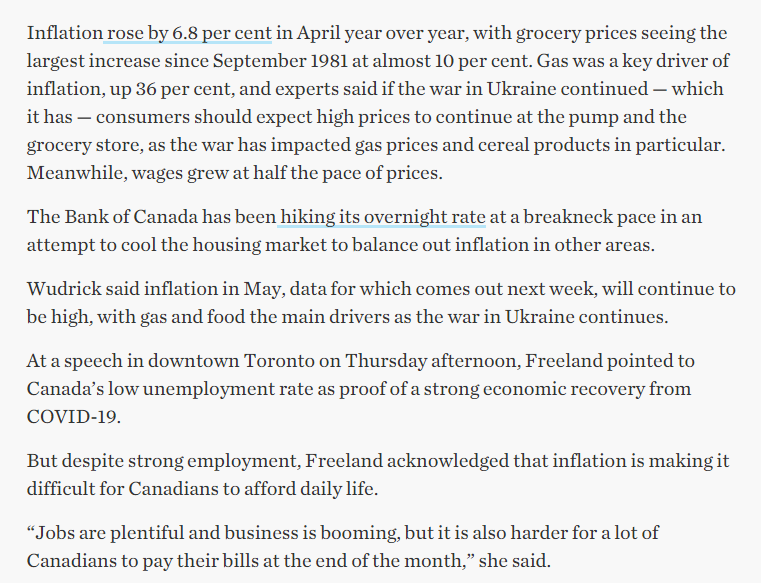 Inflation rose by 6.8 per cent in April year over year, with grocery prices seeing the
largest increase since September 1981 at almost 10 per cent. Gas was a key driver of
inflation, up 36 per cent, and experts said if the war in Ukraine continued — which
it has — consumers should expect high prices to continue at the pump and the
grocery store, as the war has impacted gas prices and cereal products in particular.
Meanwhile, wages grew at half the pace of prices.
The Bank of Canada has been hiking its overnight rate at a breakneck pace in an
attempt to cool the housing market to balance out inflation in other areas.
Wudrick said inflation in May, data for which comes out next week, will continue to
be high, with gas and food the main drivers as the war in Ukraine continues.
At a speech in downtown Toronto on Thursday afternoon, Freeland pointed to
Canada’s low unemployment rate as proof of a strong economic recovery from
COVID-19.
But despite strong employment, Freeland acknowledged that inflation is making it
difficult for Canadians to afford daily life.
“Jobs are plentiful and business is booming, but it is also harder for a lot of
Canadians to pay their bills at the end of the month,” she said.